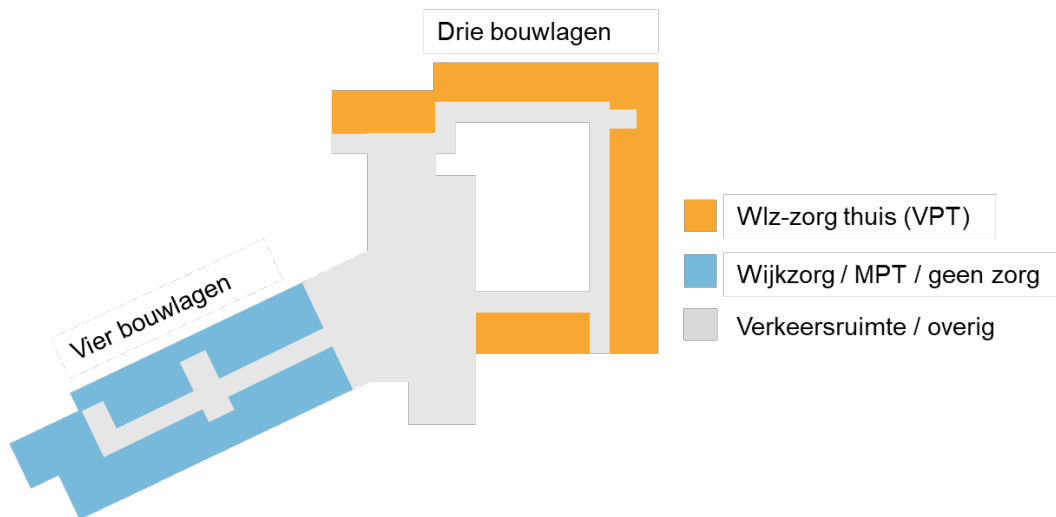 Drie bouwlagen
Wlz-zorg thuis (VPT)
Vier bouwlagen
Wijkzorg / MPT / geen zorg
Verkeersruimte / overig